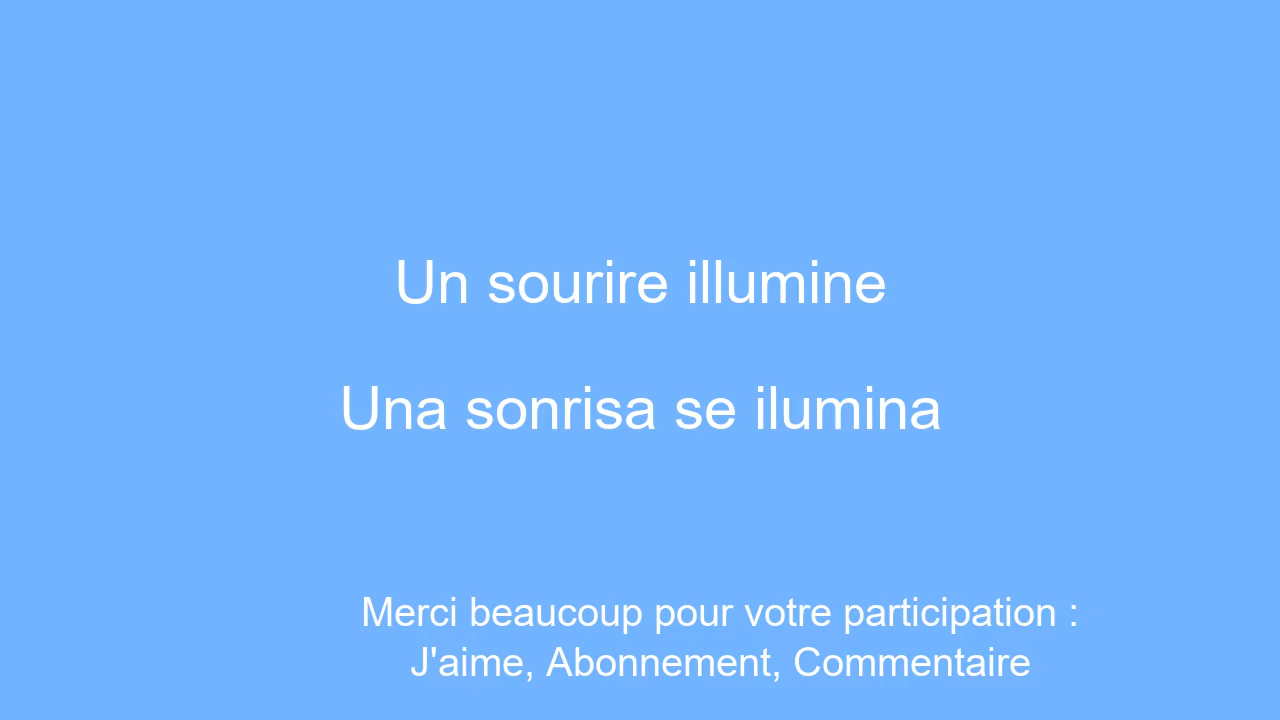 Un sourire illumine
Una sonrisa se ilumina
Merci beaucoup pour votre participation :
J'aime, Abonnement, Commentaire